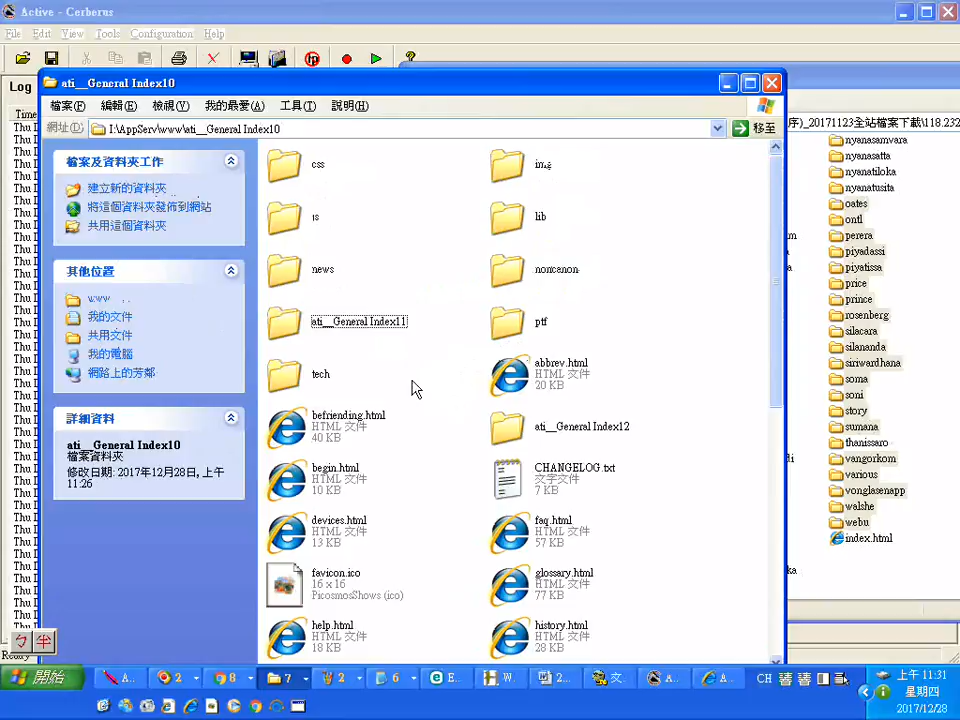 Active - Cerberus
File Edit View Tools Configuration Help
Log
Time
ati__General Index10
檔案(F) 編輯(E) 檢視(V) 我的最愛(A) 工具(T) 說明(H)
網址(D) I:\AppServ\www\ati__General Index10 移至
序)_20171123全站檔案下載\118.232
檔案及資料夾工作
建立新的資料夾
將這個資料夾發佈到網站
共用這個資料夾
其他位置
www
我的文件
共用文件
我的電腦
網路上的芳鄰
詳細資料
ati__General Index10
檔案資料夾
修改日期: 2017年12月28日, 上午
11:26
css
img
js
lib
news
noncanon
ati__General Index11
ptf
tech
abbrev.html
HTML 文件
20 KB
befriending.html
HTML 文件
40 KB
ati__General Index12
begin.html
HTML 文件
10 KB
CHANGELOG.txt
文字文件
7 KB
devices.html
HTML 文件
13 KB
faq.html
HTML 文件
57 KB
favicon.ico
16 x 16
PicosmosShows (ico)
glossary.html
HTML 文件
77 KB
help.html
HTML 文件
18 KB
history.html
HTML 文件
28 KB
nyanasamvara
nyanasatta
nyanatiloka
nyanatusita
oates
ontl
perera
piyadassi
piyatissa
price
prince
rosenberg
silacara
silananda
siriwardhana
soma
soni
story
sumana
thanissaro
vangorkom
various
vonglasenapp
walshe
webu
index.html
ㄅ 半
Ready
開始 A.. 2 8 7 2 6 E.. W.. 2... 文.. A.. A.. CH
上午 11:31
星期四
2017/12/28